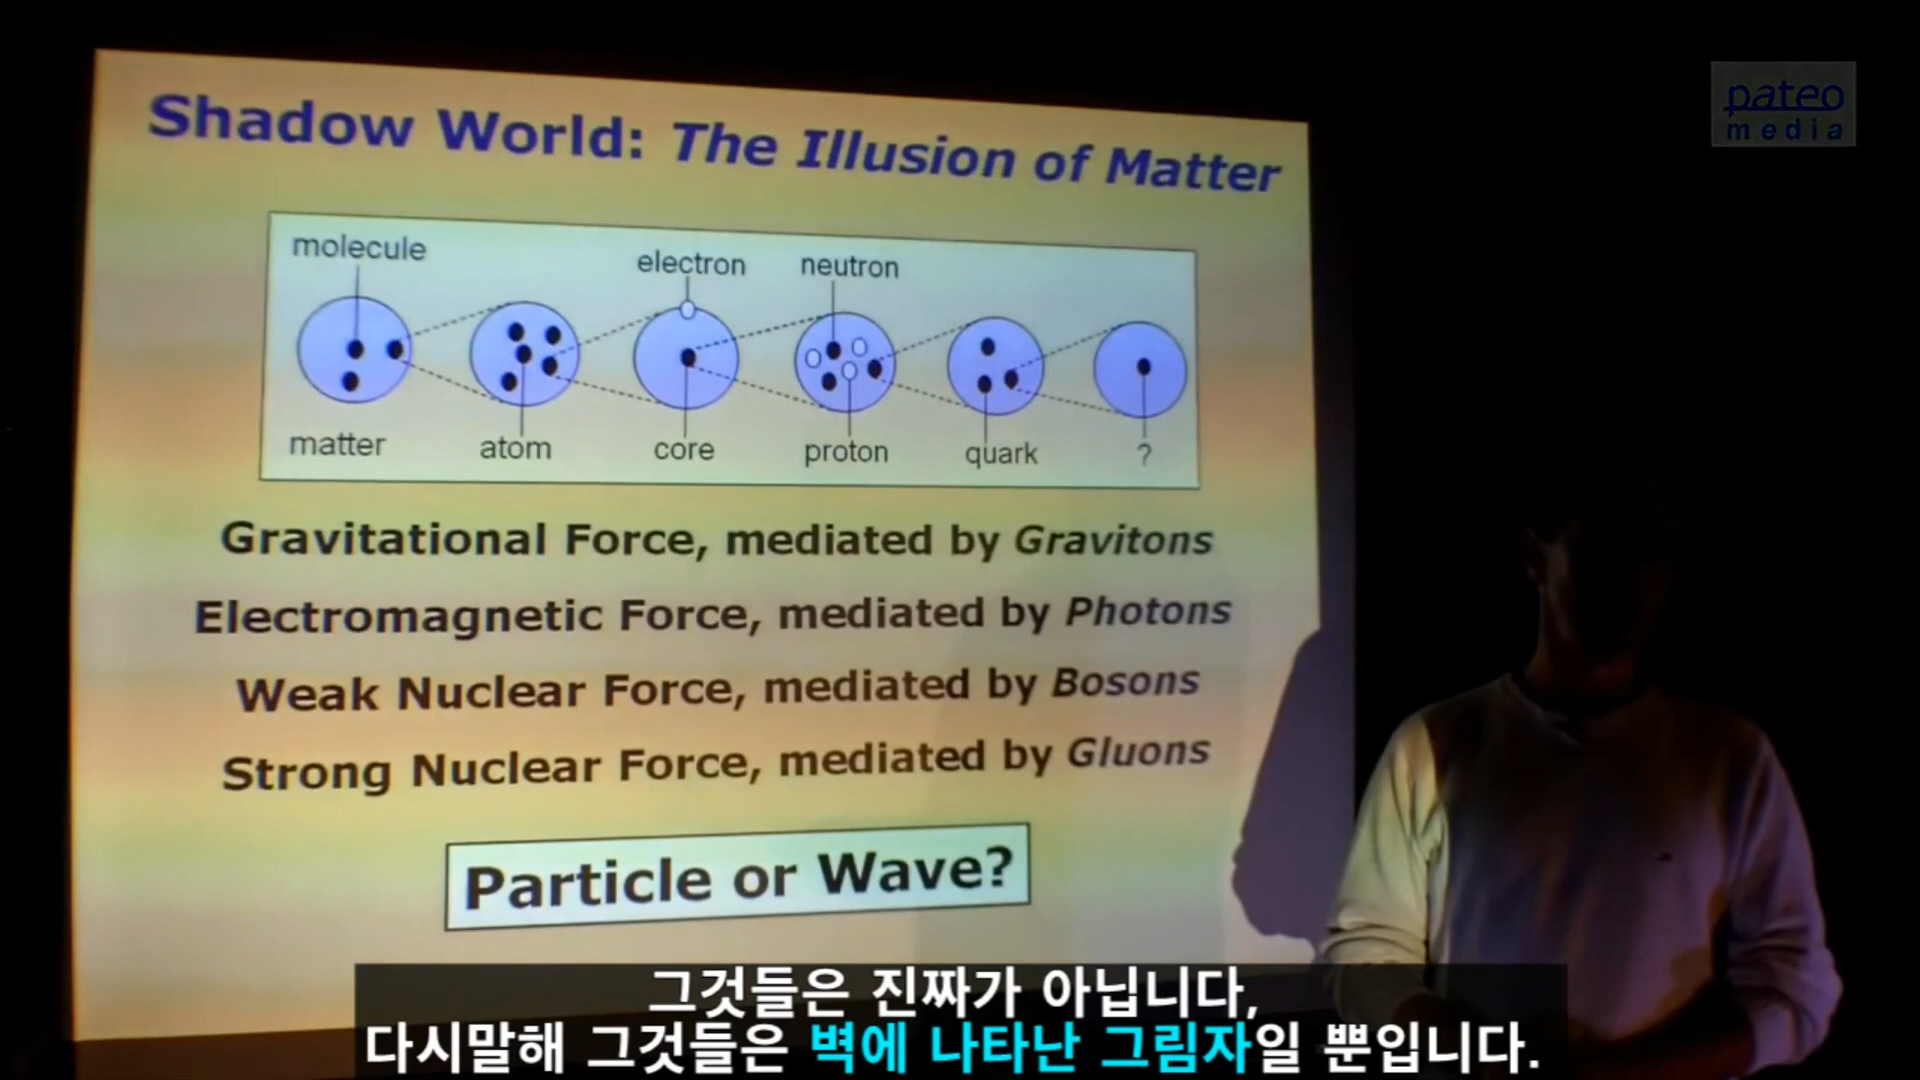 pateo
media
Shadow World: The Illusion of Matter
molecule
electron
neutron
matter
atom
core
proton
quark
?
Gravitational Force, mediated by Gravitons
Electromagnetic Force, mediated by Photons
Weak Nuclear Force, mediated by Bosons
Strong Nuclear Force, mediated by Gluons
Particle or Wave?
그것들은 진짜가 아닙니다,
다시말해 그것들은 벽에 나타난 그림자일 뿐입니다.